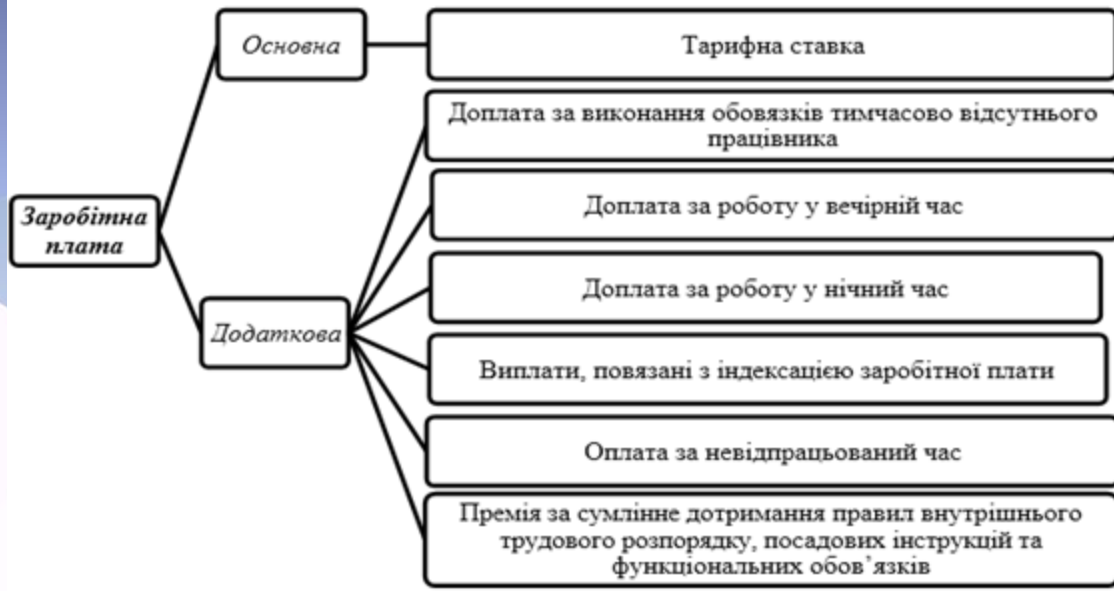 Основна
Тарифна ставка
Доплата за виконання обовязків тимчасово відсутнього
працівника
Заробітна
плата
Доплата за роботу у вечірній час
Доплата за роботу у нічний час
Додаткова
Виплати, повязані з індексацією заробітної плати
Оплата за невідпрацьований час
Премія за сумлінне дотримання правил внутрішнього
трудового розпорядку, посадових інструкцій та
функціональних обов’язків